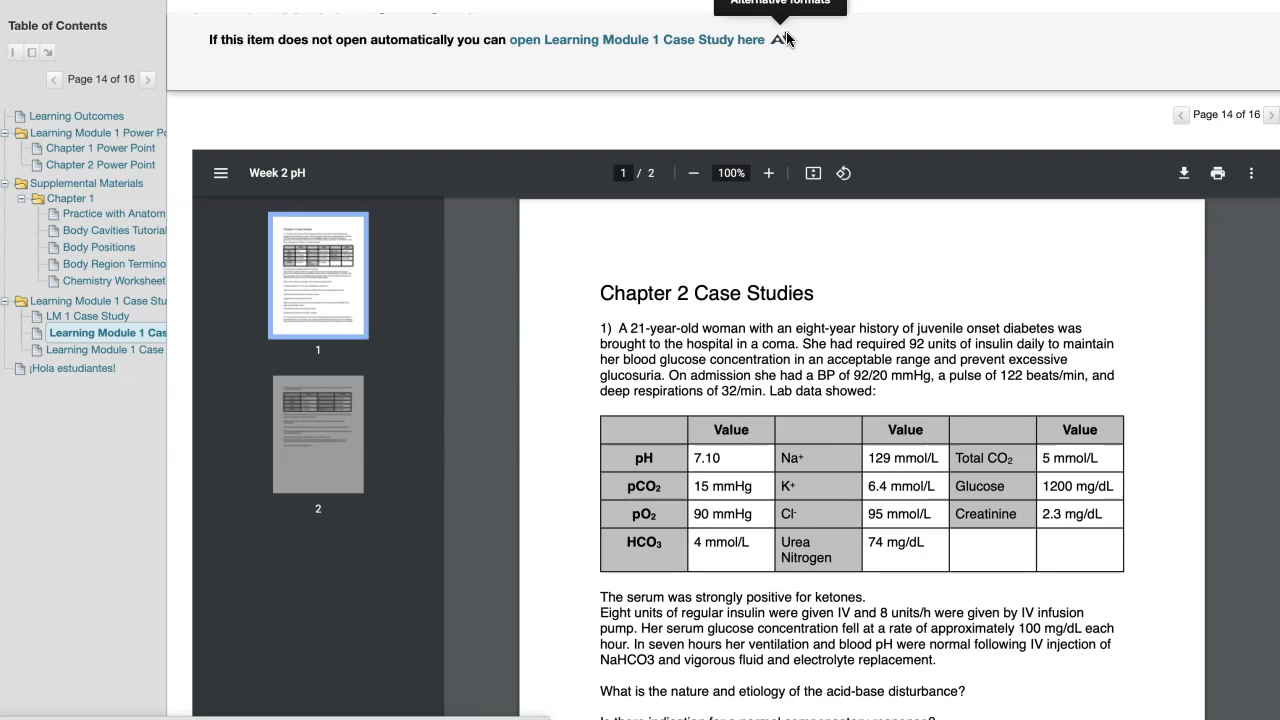 Alternative formats
Table of Contents
If this item does not open automatically you can open Learning Module 1 Case Study here
Page 14 of 16
Page 14 of 16
Learning Outcomes
Learning Module 1 Power Po
Chapter 1 Power Point
Chapter 2 Power Point
Supplemental Materials
Chapter 1
Practice with Anatom
Body Cavities Tutorial
Body Positions
Body Region Termino
Chemistry Worksheet
Learning Module 1 Case Stu
LM 1 Case Study
Learning Module 1 Cas
Learning Module 1 Case
¡Hola estudiantes!
Week 2 pH
1 / 2
100%
1
2
Chapter 2 Case Studies
1) A 21-year-old woman with an eight-year history of juvenile onset diabetes was
brought to the hospital in a coma. She had required 92 units of insulin daily to maintain
her blood glucose concentration in an acceptable range and prevent excessive
glucosuria. On admission she had a BP of 92/20 mmHg, a pulse of 122 beats/min, and
deep respirations of 32/min. Lab data showed:
Value Value Value
pH 7.10 Na⁺ 129 mmol/L Total CO₂ 5 mmol/L
pCO₂ 15 mmHg K⁺ 6.4 mmol/L Glucose 1200 mg/dL
pO₂ 90 mmHg Cl⁻ 95 mmol/L Creatinine 2.3 mg/dL
HCO₃ 4 mmol/L Urea 74 mg/dL
Nitrogen
The serum was strongly positive for ketones.
Eight units of regular insulin were given IV and 8 units/h were given by IV infusion
pump. Her serum glucose concentration fell at a rate of approximately 100 mg/dL each
hour. In seven hours her ventilation and blood pH were normal following IV injection of
NaHCO3 and vigorous fluid and electrolyte replacement.
What is the nature and etiology of the acid-base disturbance?